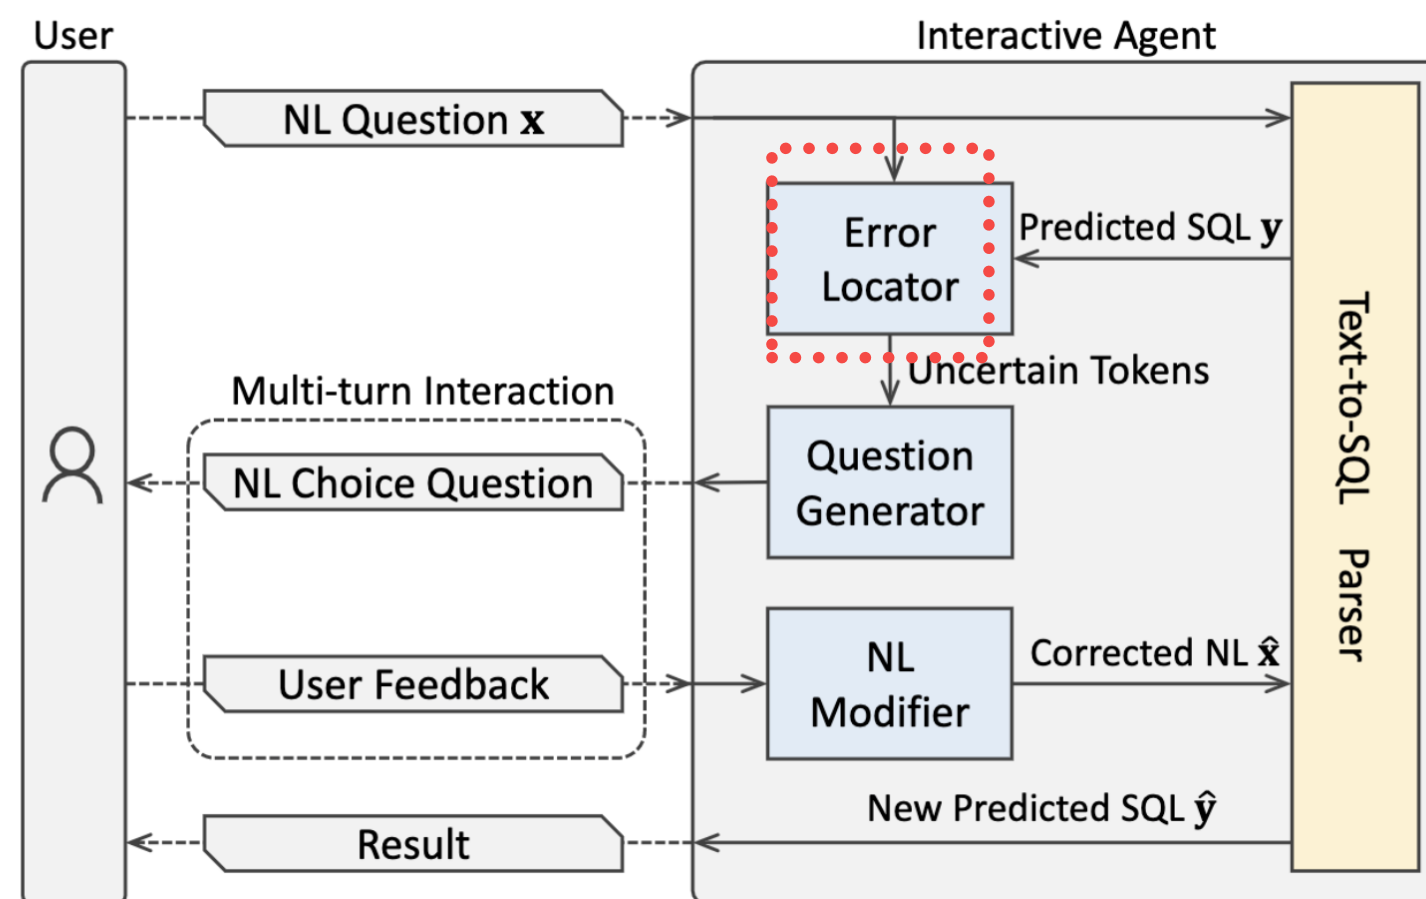 User
Interactive Agent
NL Question x
Error
Locator
Predicted SQL y
Uncertain Tokens
Multi-turn Interaction
NL Choice Question
Question
Generator
Text-to-SQL Parser
User Feedback
NL
Modifier
Corrected NL x̂
New Predicted SQL ŷ
Result